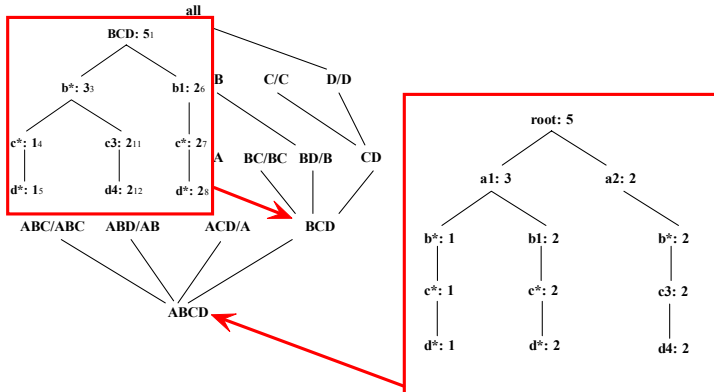 all
BCD: 51
b*: 33 b1: 26 B C/C D/D
root: 5
c*: 14 c3: 211 c*: 27 A BC/BC BD/B CD
a1: 3 a2: 2
d*: 15 d4: 212 d*: 28
ABC/ABC ABD/AB ACD/A BCD
b*: 1 b1: 2 b*: 2
c*: 1 c*: 2 c3: 2
ABCD
d*: 1 d*: 2 d4: 2